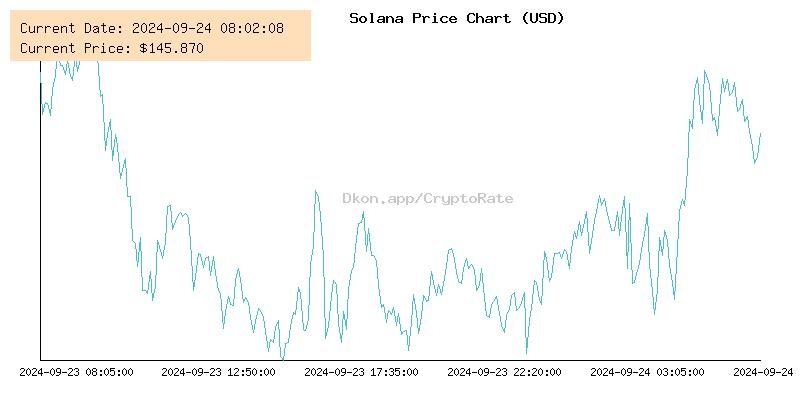 Solana Price Chart (USD)
Current Date: 2024-09-24 08:02:08
Current Price: $145.870
Dkon.app/CryptoRate
2024-09-23 08:05:00 2024-09-23 12:50:00 2024-09-23 17:35:00 2024-09-23 22:20:00 2024-09-24 03:05:00 2024-09-24